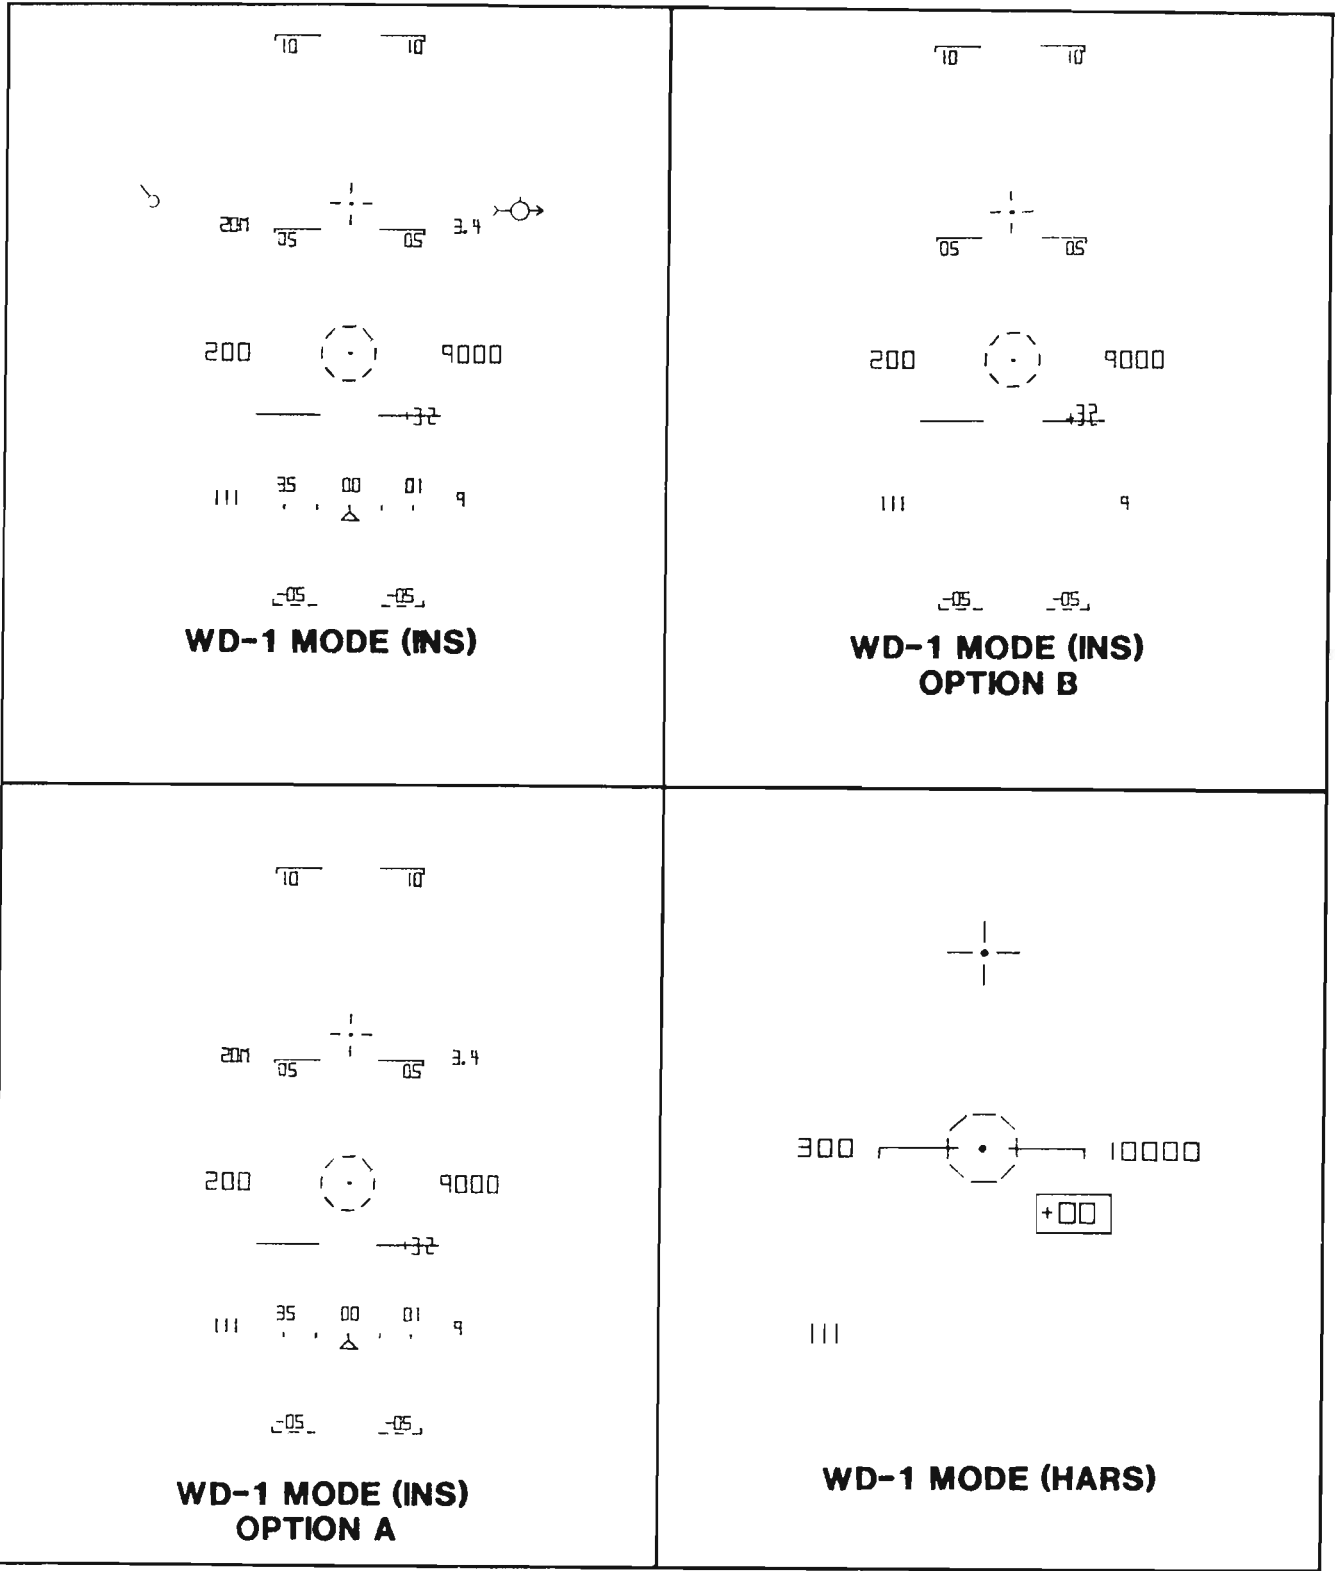 10 10
20M 05 05 3.4
200 9000
+32
111 35 00 01 9
-05 -05
WD-1 MODE (INS)
10 10
05 05
200 9000
+32
111 9
-05 -05
WD-1 MODE (INS)
OPTION B
10 10
20M 05 05 3.4
200 9000
+32
111 35 00 01 9
-05 -05
WD-1 MODE (INS)
OPTION A
300 10000
+00
111
WD-1 MODE (HARS)